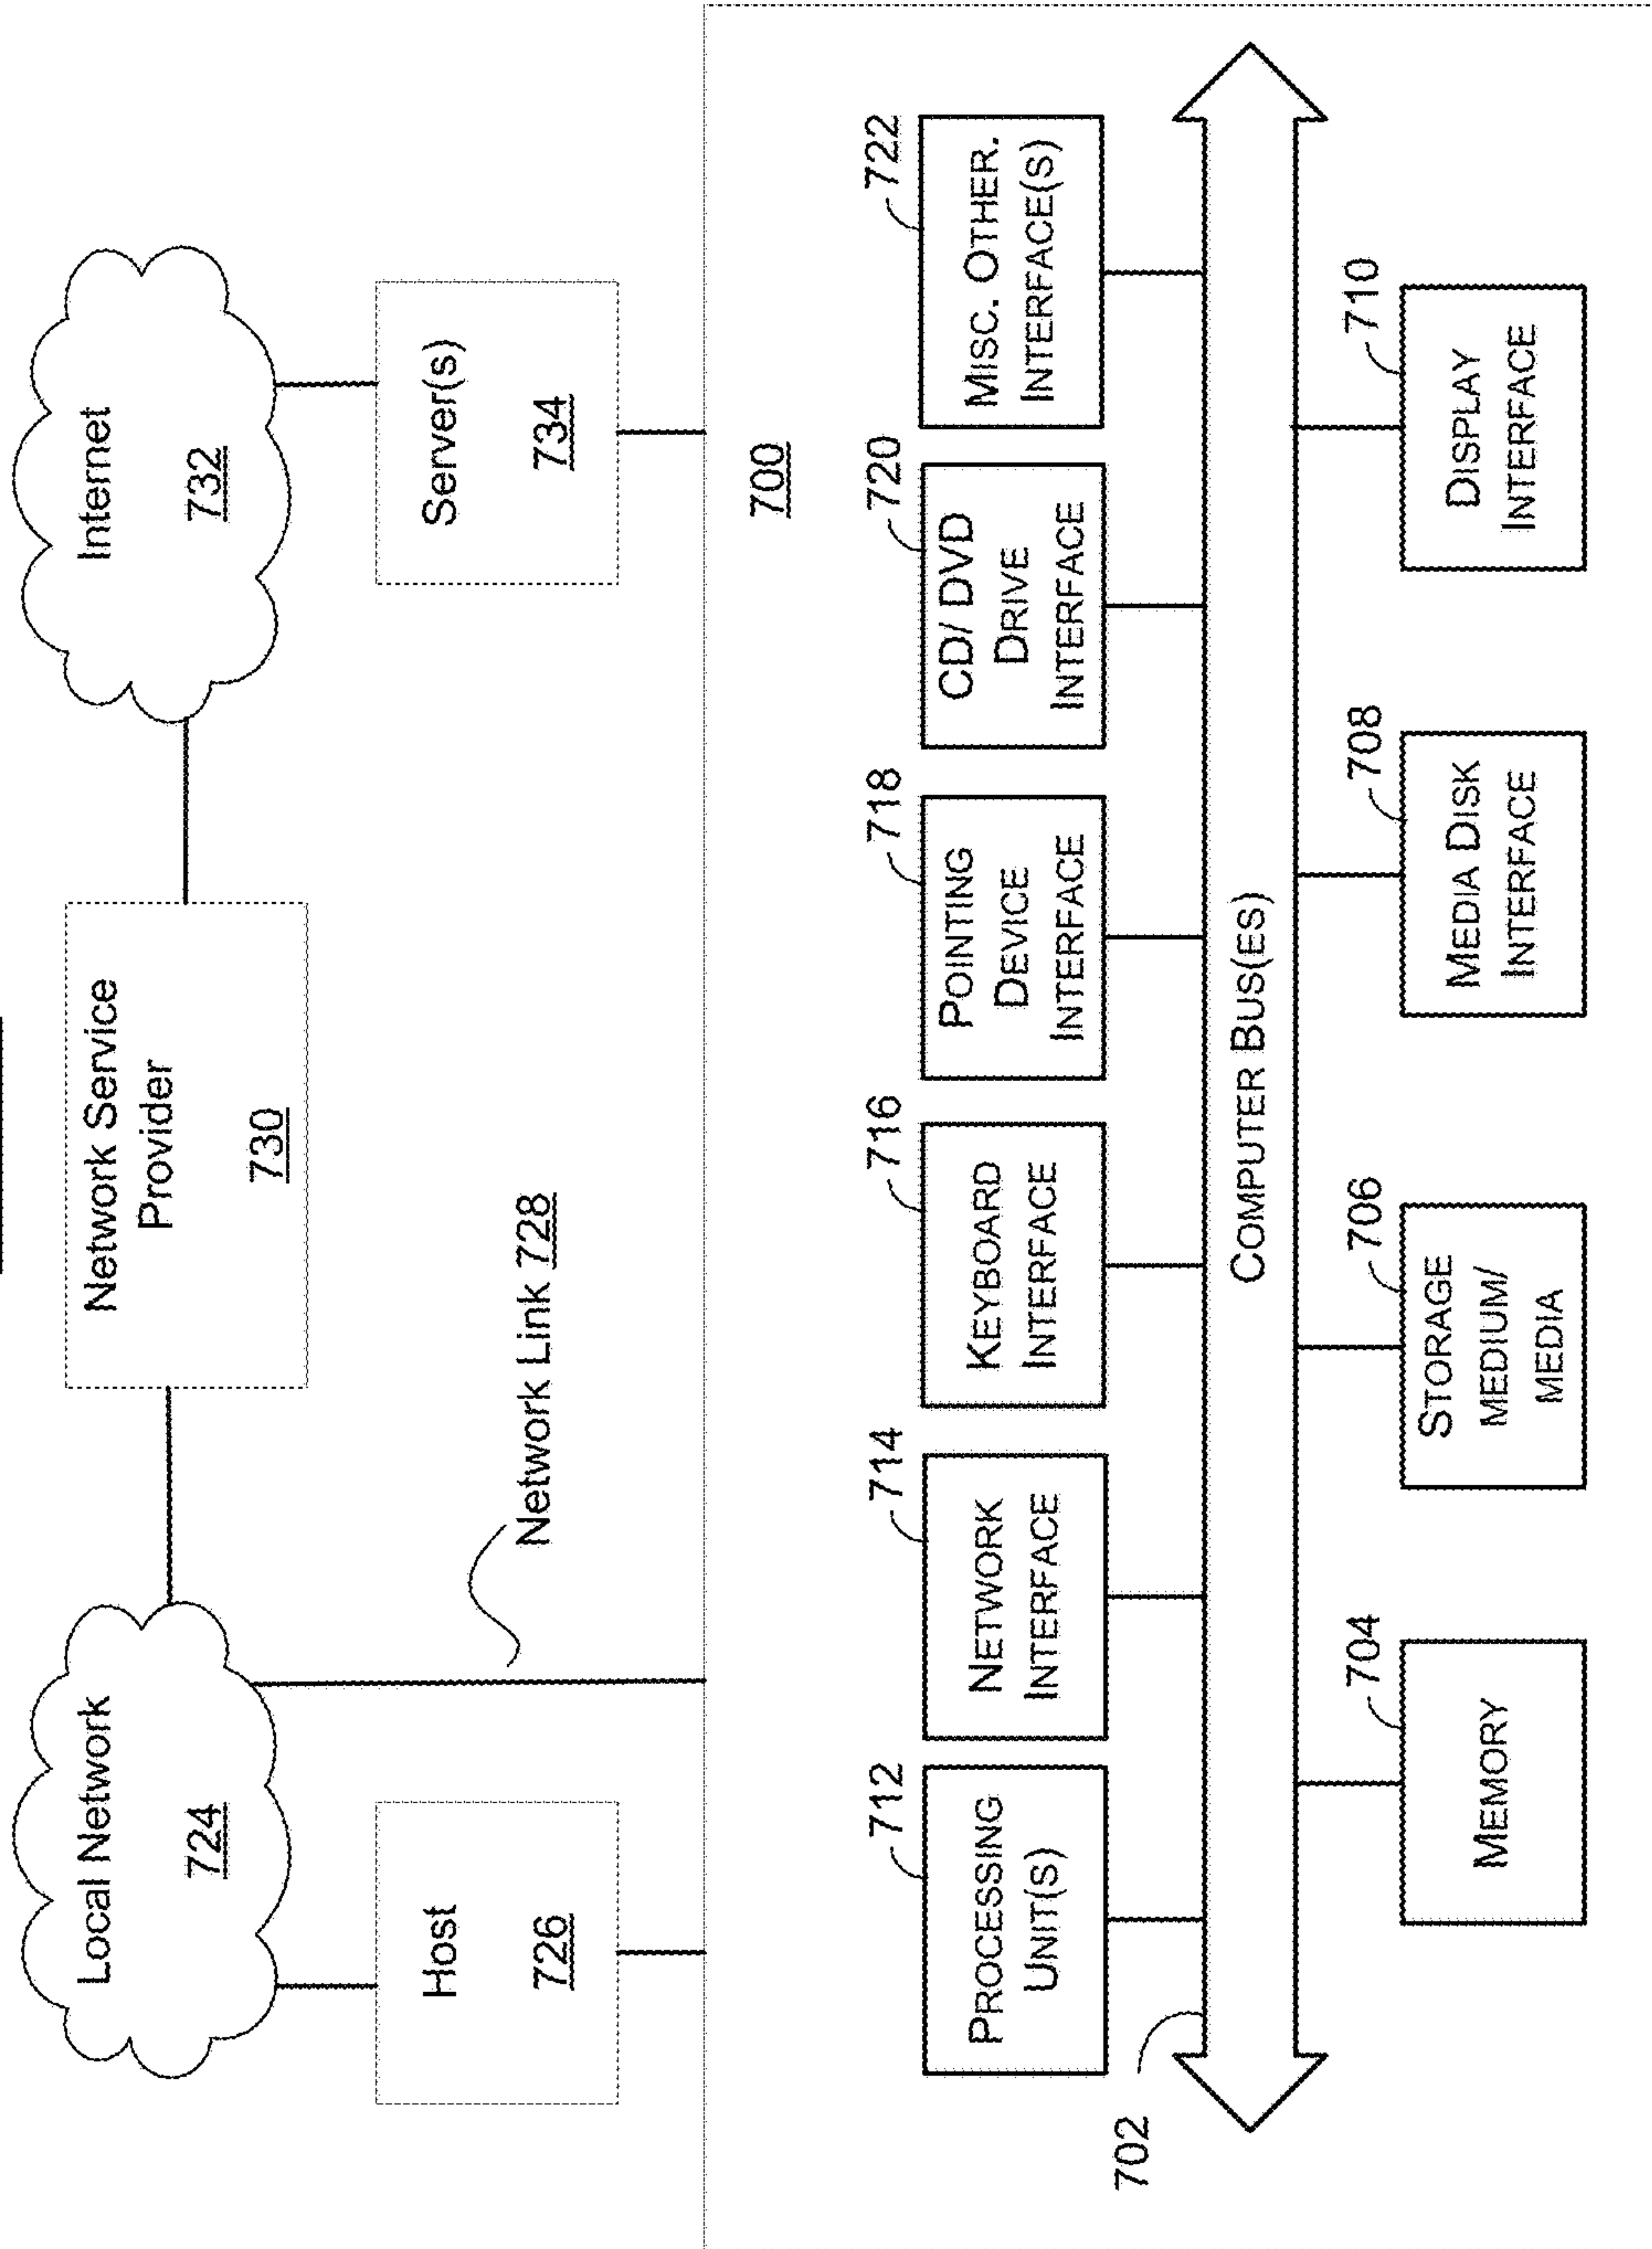 Local Network
724
Network Service
Provider
730
Internet
732
Host
726
Network Link 728
Server(s)
734
700
712
PROCESSING
UNIT(S)
714
NETWORK
INTERFACE
716
KEYBOARD
INTERFACE
718
POINTING
DEVICE
INTERFACE
720
CD/ DVD
DRIVE
INTERFACE
722
MISC. OTHER.
INTERFACE(S)
702
COMPUTER BUS(ES)
704
MEMORY
706
STORAGE
MEDIUM/
MEDIA
708
MEDIA DISK
INTERFACE
710
DISPLAY
INTERFACE